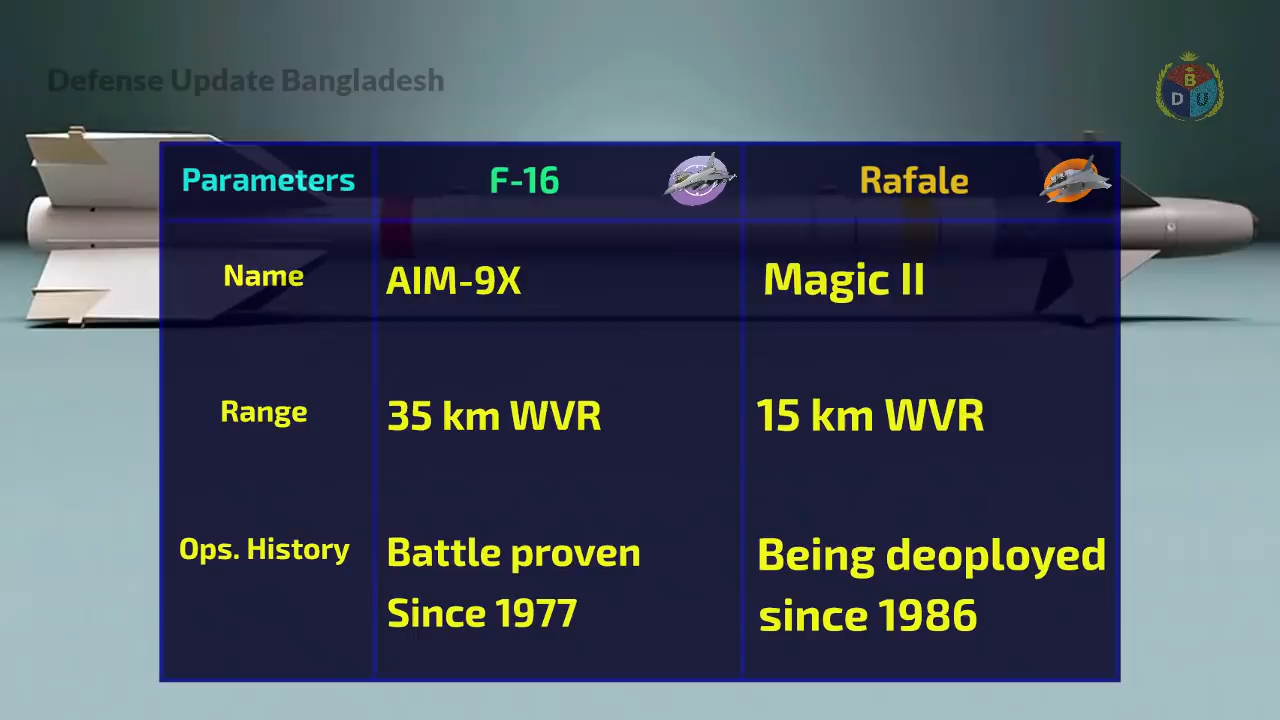 Defense Update Bangladesh
B
D U
Parameters F-16 Rafale
Name AIM-9X Magic II
Range 35 km WVR 15 km WVR
Ops. History Battle proven Being deoployed
Since 1977 since 1986